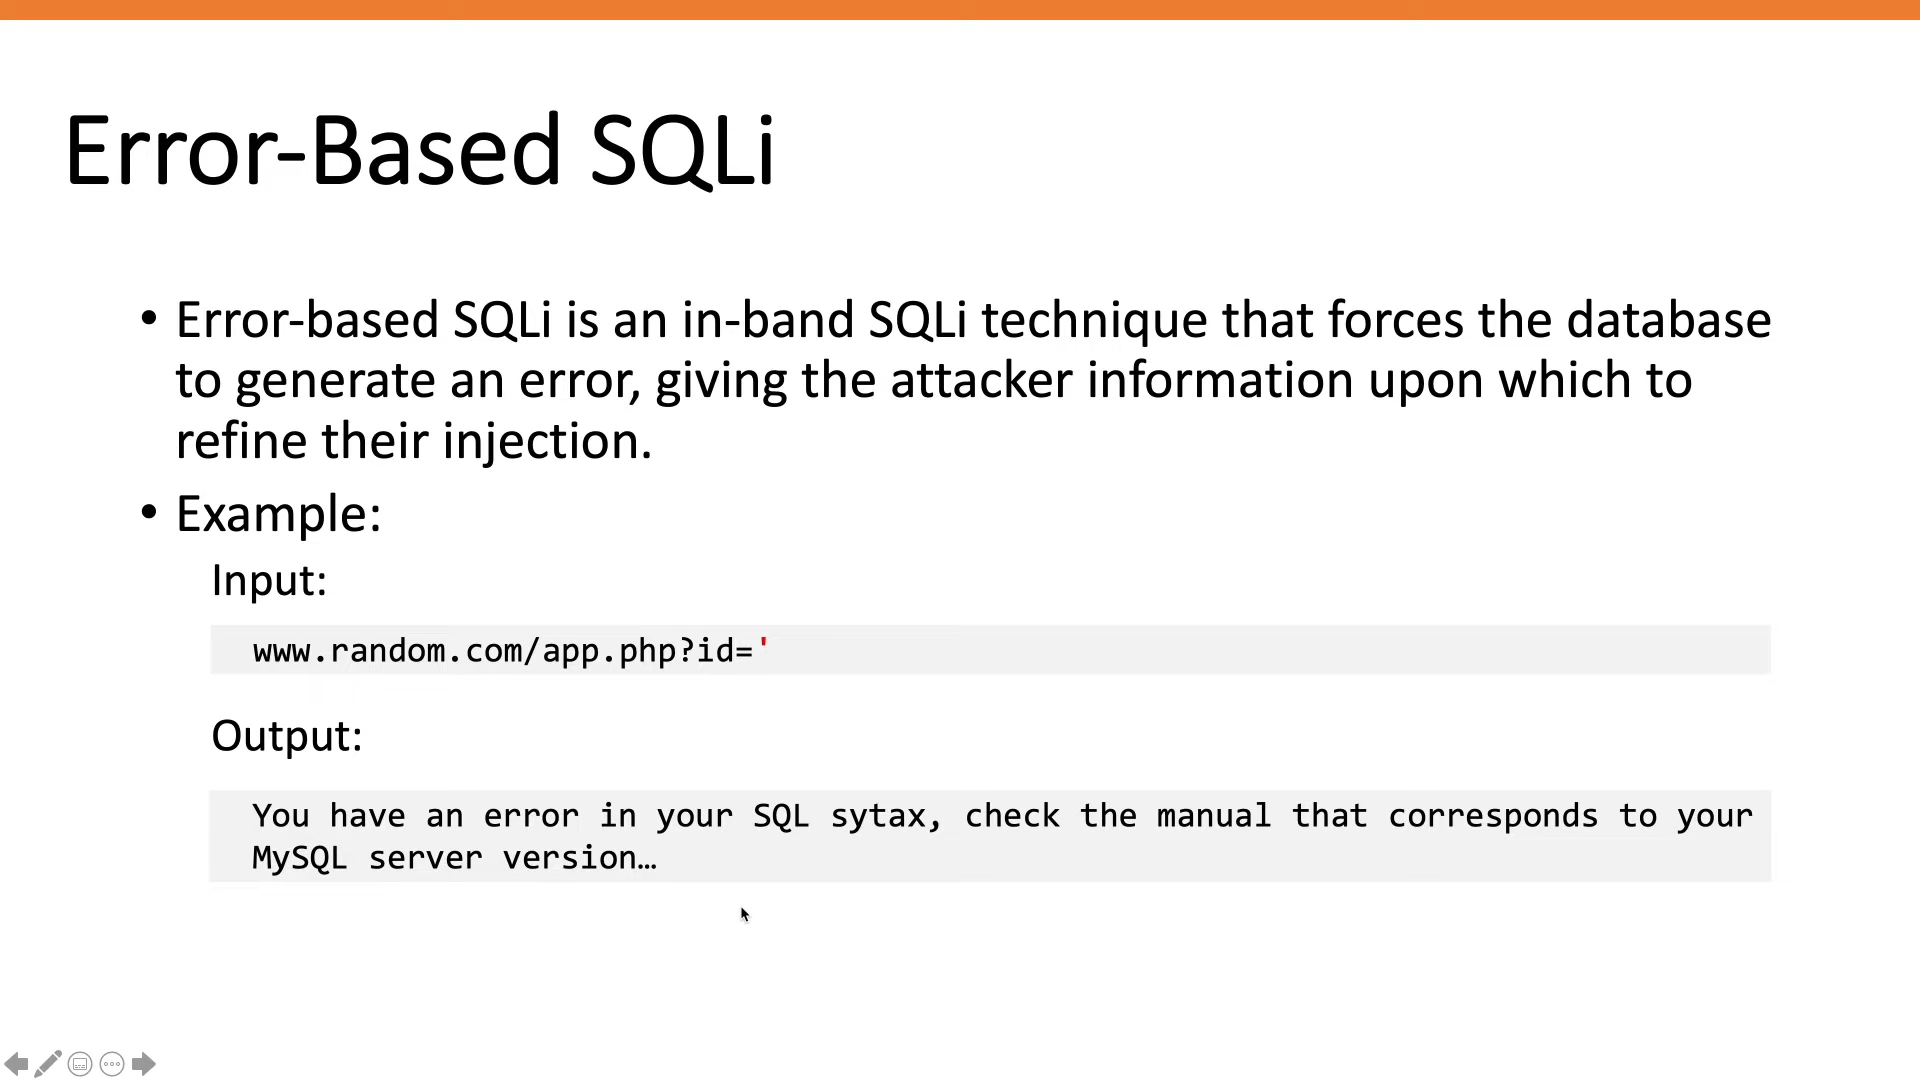 Error-Based SQLi
• Error-based SQLi is an in-band SQLi technique that forces the database
to generate an error, giving the attacker information upon which to
refine their injection.
• Example:
Input:
www.random.com/app.php?id='
Output:
You have an error in your SQL sytax, check the manual that corresponds to your
MySQL server version…